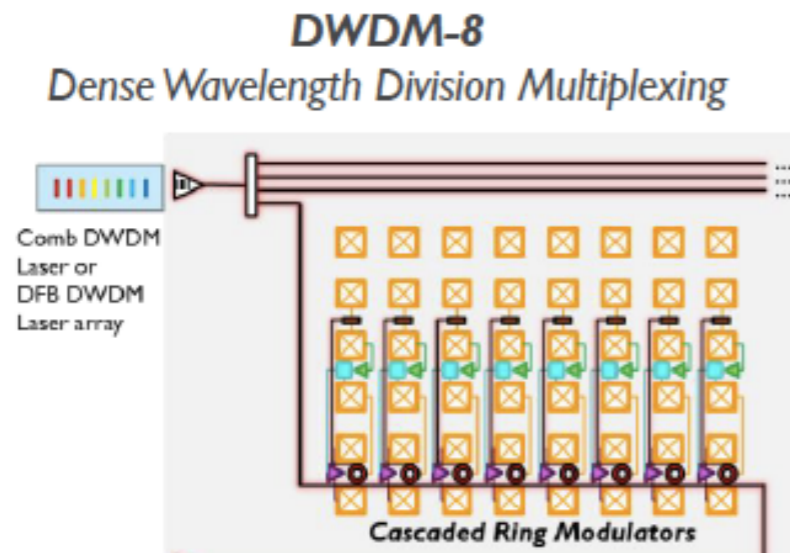 DWDM-8
Dense Wavelength Division Multiplexing
Comb DWDM
Laser or
DFB DWDM
Laser array
Cascaded Ring Modulators